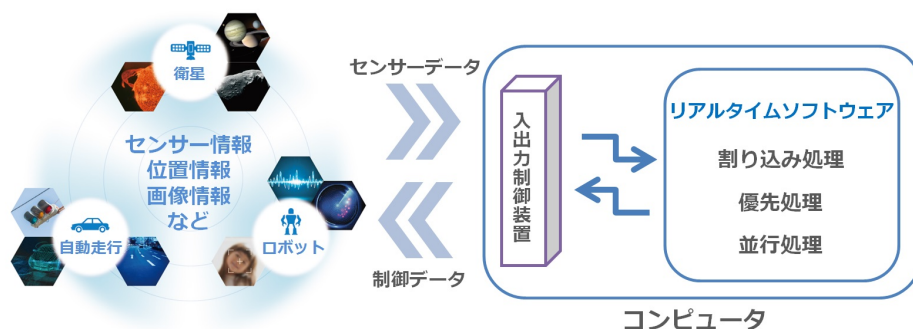 衛星
センサー情報
位置情報
画像情報
など
自動走行
ロボット
センサーデータ
制御データ
入出力制御装置
リアルタイムソフトウェア
割り込み処理
優先処理
並行処理
コンピュータ